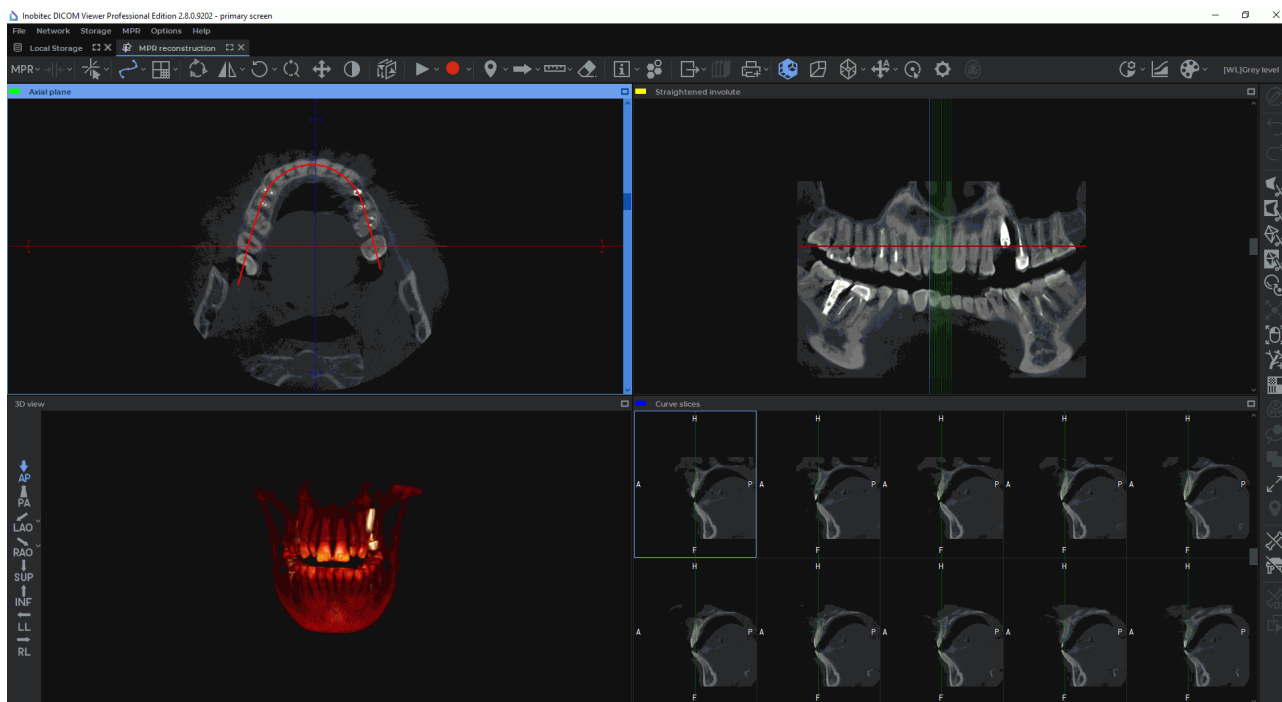 Inobitec DICOM Viewer Professional Edition 2.8.0.9202 - primary screen
File Network Storage MPR Options Help
Local Storage MPR reconstruction
MPR [WL]Grey level
Axial plane
Straightened involute
3D view
AP
PA
LAO
RAO
SUP
INF
LL
RL
Curve slices
H H H H H
A P A P A P A P A P
F F F F F
H H H H H
A P A P A P A P A P
F F F F F